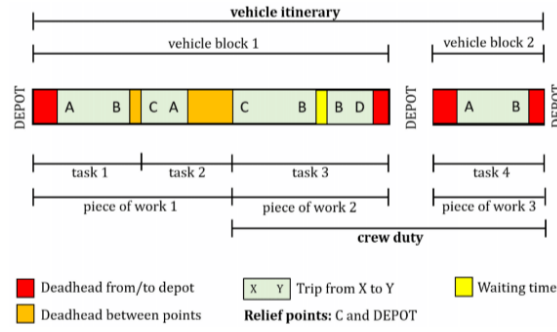 vehicle itinerary
vehicle block 1
vehicle block 2
DEPOT
A B C A C B B D
DEPOT
A B
DEPOT
task 1
task 2
task 3
task 4
piece of work 1
piece of work 2
piece of work 3
crew duty
Deadhead from/to depot
X Y Trip from X to Y
Waiting time
Deadhead between points
Relief points: C and DEPOT